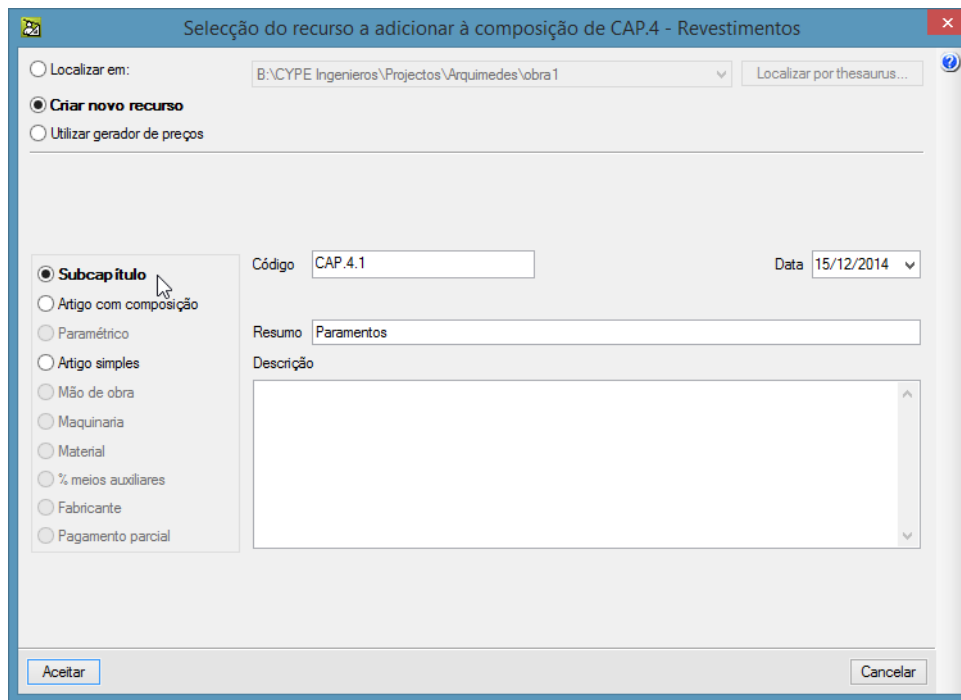 Selecção do recurso a adicionar à composição de CAP.4 - Revestimentos
Localizar em: B:\CYPE Ingenieros\Projectos\Arquimedes\obra1 Localizar por thesaurus...
Criar novo recurso
Utilizar gerador de preços
Subcapítulo
Artigo com composição
Paramétrico
Artigo simples
Mão de obra
Maquinaria
Material
% meios auxiliares
Fabricante
Pagamento parcial
Código CAP.4.1 Data 15/12/2014
Resumo Paramentos
Descrição
Aceitar Cancelar